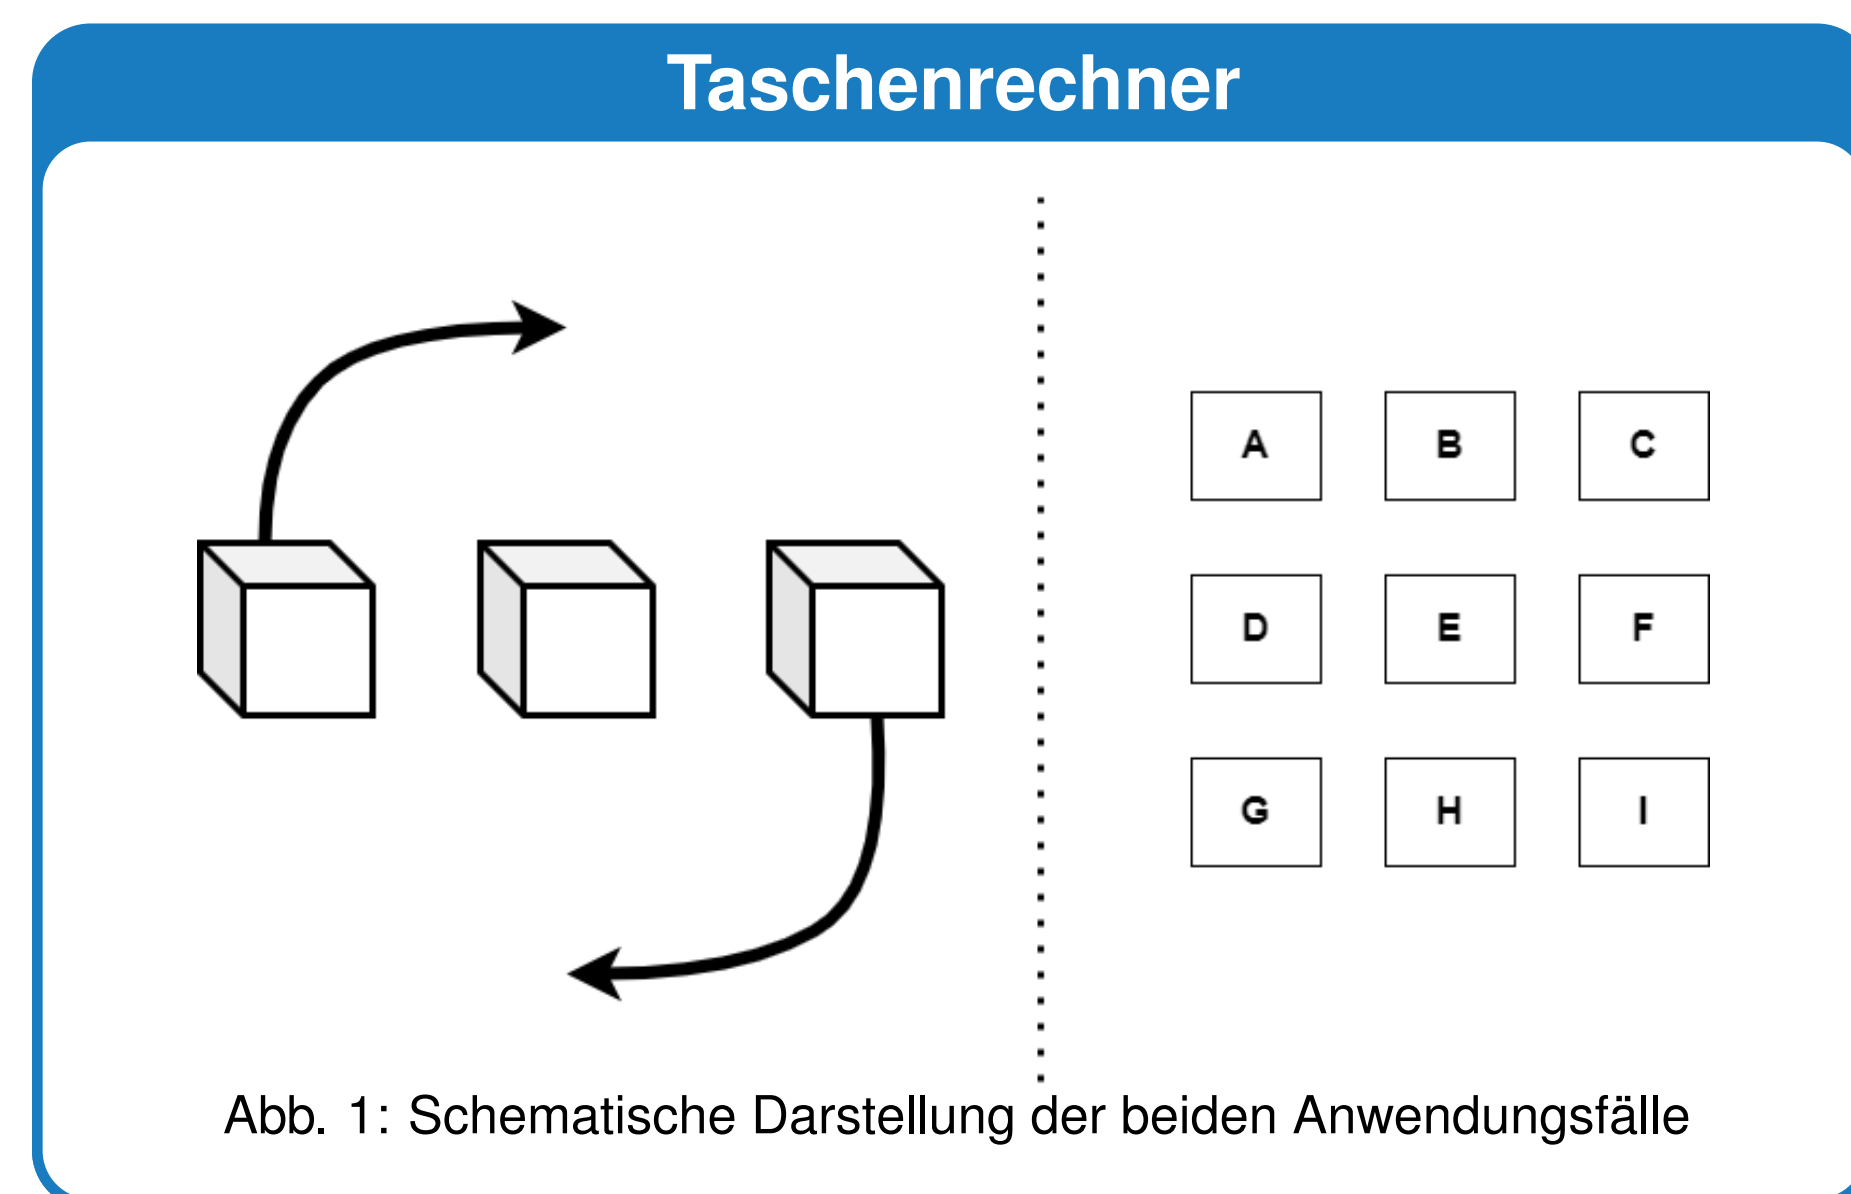 Taschenrechner
A B C
D E F
G H I
Abb. 1: Schematische Darstellung der beiden Anwendungsfälle